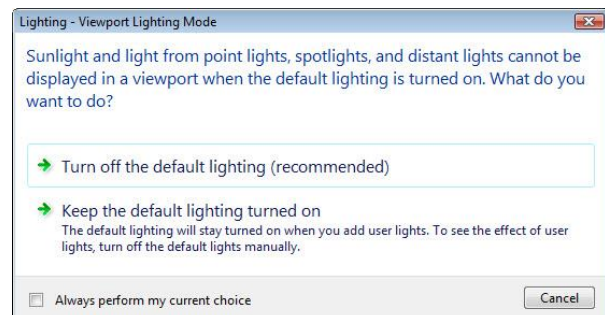 Lighting - Viewport Lighting Mode
Sunlight and light from point lights, spotlights, and distant lights cannot be
displayed in a viewport when the default lighting is turned on. What do you
want to do?
Turn off the default lighting (recommended)
Keep the default lighting turned on
The default lighting will stay turned on when you add user lights. To see the effect of user
lights, turn off the default lights manually.
Always perform my current choice
Cancel